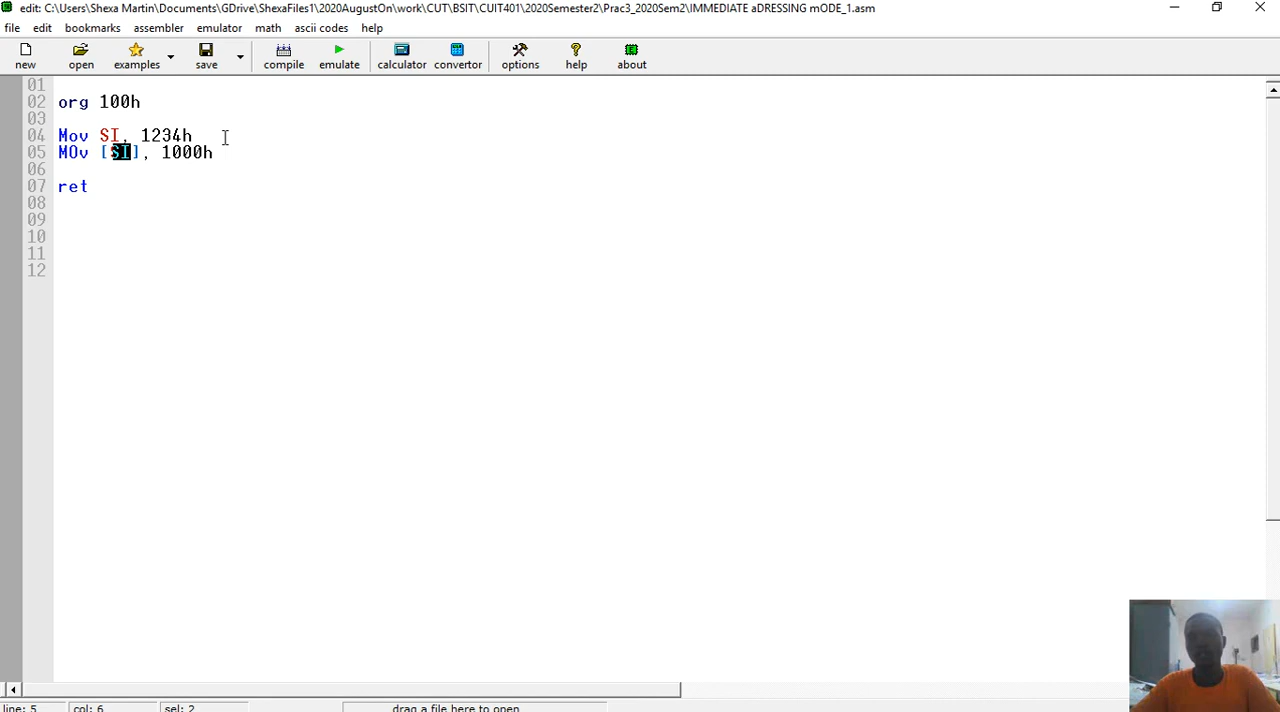 edit: C:\Users\Shexa Martin\Documents\GDrive\ShexaFiles1\2020AugustOn\work\CUT\BSIT\CUIT401\2020Semester2\Prac3_2020Sem2\IMMEDIATE aDRESSING mODE_1.asm
file edit bookmarks assembler emulator math ascii codes help
new open examples save compile emulate calculator convertor options help about
01
02 org 100h
03
04 Mov SI, 1234h
05 MOv [SI], 1000h
06
07 ret
08
09
10
11
12
line: 5 col: 6 sel: 2 drag a file here to open